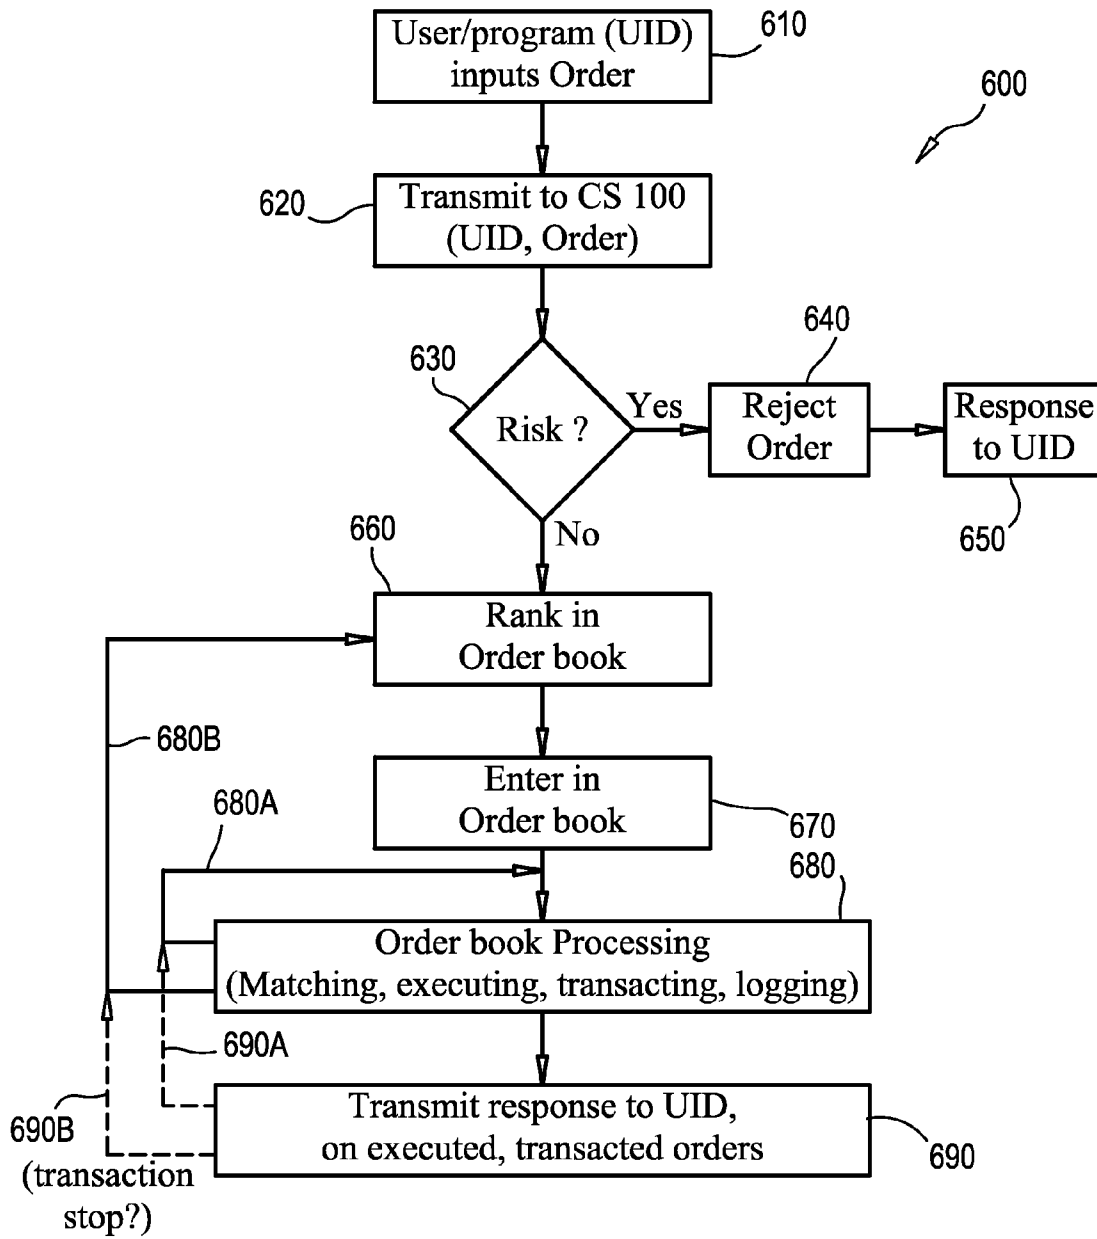 User/program (UID)
inputs Order
610
600
Transmit to CS 100
(UID, Order)
620
630
Risk ?
Yes
640
Reject
Order
Response
to UID
650
No
660
Rank in
Order book
680B
Enter in
Order book
670
680A
680
Order book Processing
(Matching, executing, transacting, logging)
690A
690B
(transaction
stop?)
Transmit response to UID,
on executed, transacted orders
690